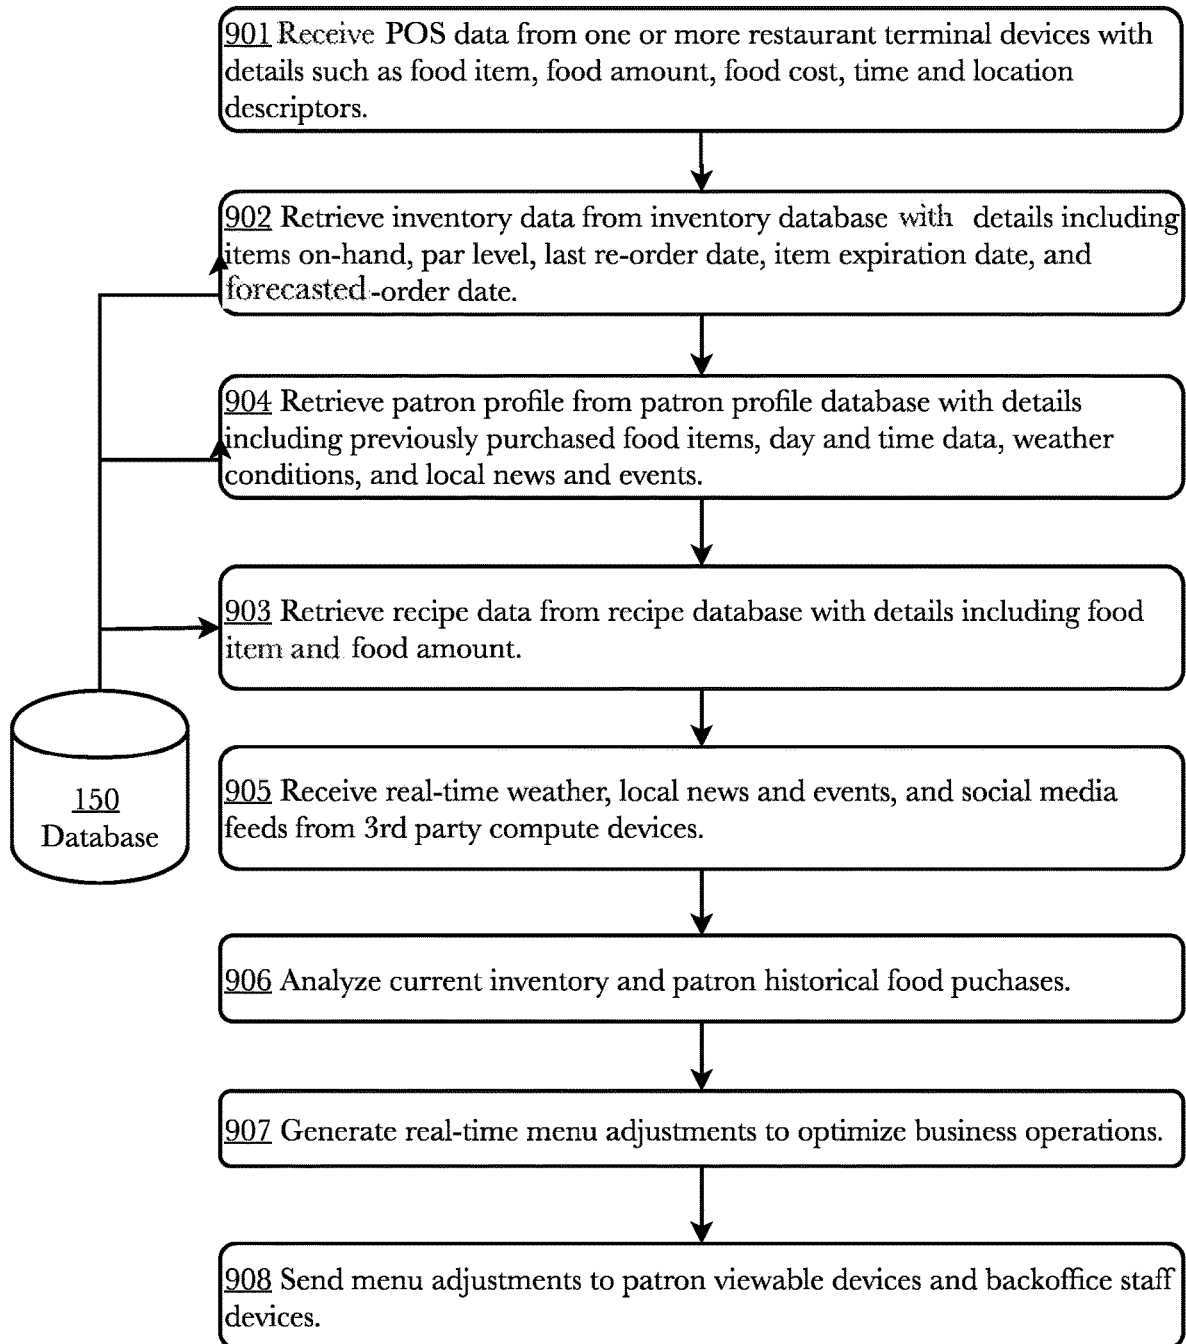 901 Receive POS data from one or more restaurant terminal devices with
details such as food item, food amount, food cost, time and location
descriptors.
902 Retrieve inventory data from inventory database with details including
items on-hand, par level, last re-order date, item expiration date, and
forecasted-order date.
904 Retrieve patron profile from patron profile database with details
including previously purchased food items, day and time data, weather
conditions, and local news and events.
903 Retrieve recipe data from recipe database with details including food
item and food amount.
150
Database
905 Receive real-time weather, local news and events, and social media
feeds from 3rd party compute devices.
906 Analyze current inventory and patron historical food puchases.
907 Generate real-time menu adjustments to optimize business operations.
908 Send menu adjustments to patron viewable devices and backoffice staff
devices.